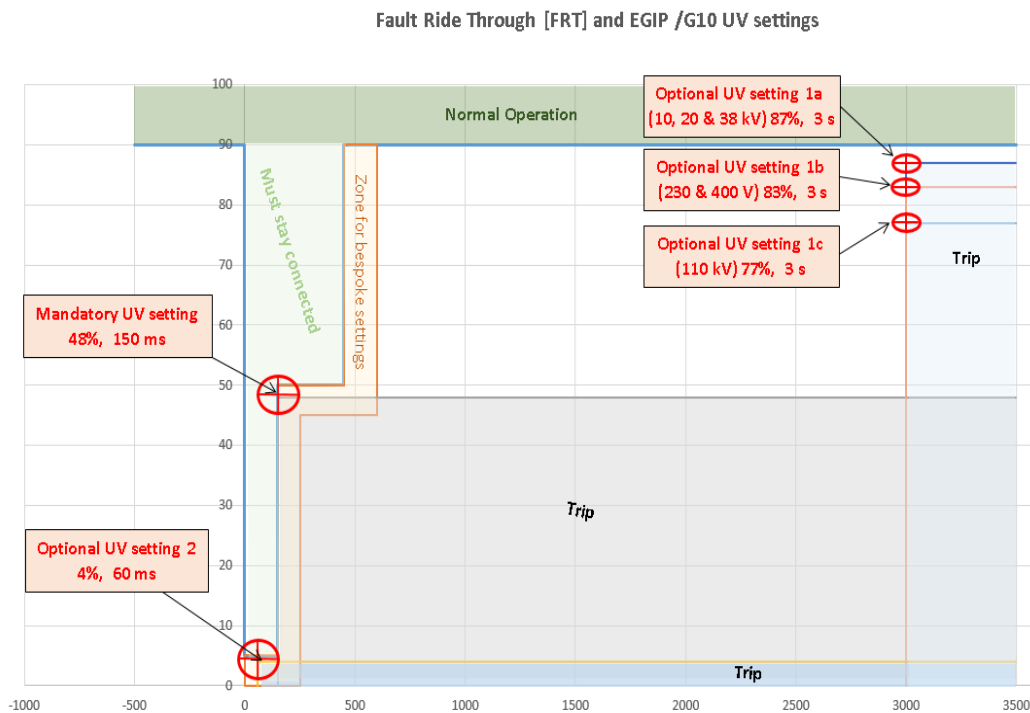 Fault Ride Through [FRT] and EGIP /G10 UV settings
100
90
80
70
60
50
40
30
20
10
0
Normal Operation
Optional UV setting 1a
(10, 20 & 38 kV) 87%, 3 s
Optional UV setting 1b
(230 & 400 V) 83%, 3 s
Optional UV setting 1c
(110 kV) 77%, 3 s
Must stay connected
Zone for bespoke settings
Trip
Mandatory UV setting
48%, 150 ms
Trip
Optional UV setting 2
4%, 60 ms
Trip
-500
0
500
1000
1500
2000
2500
3000
3500